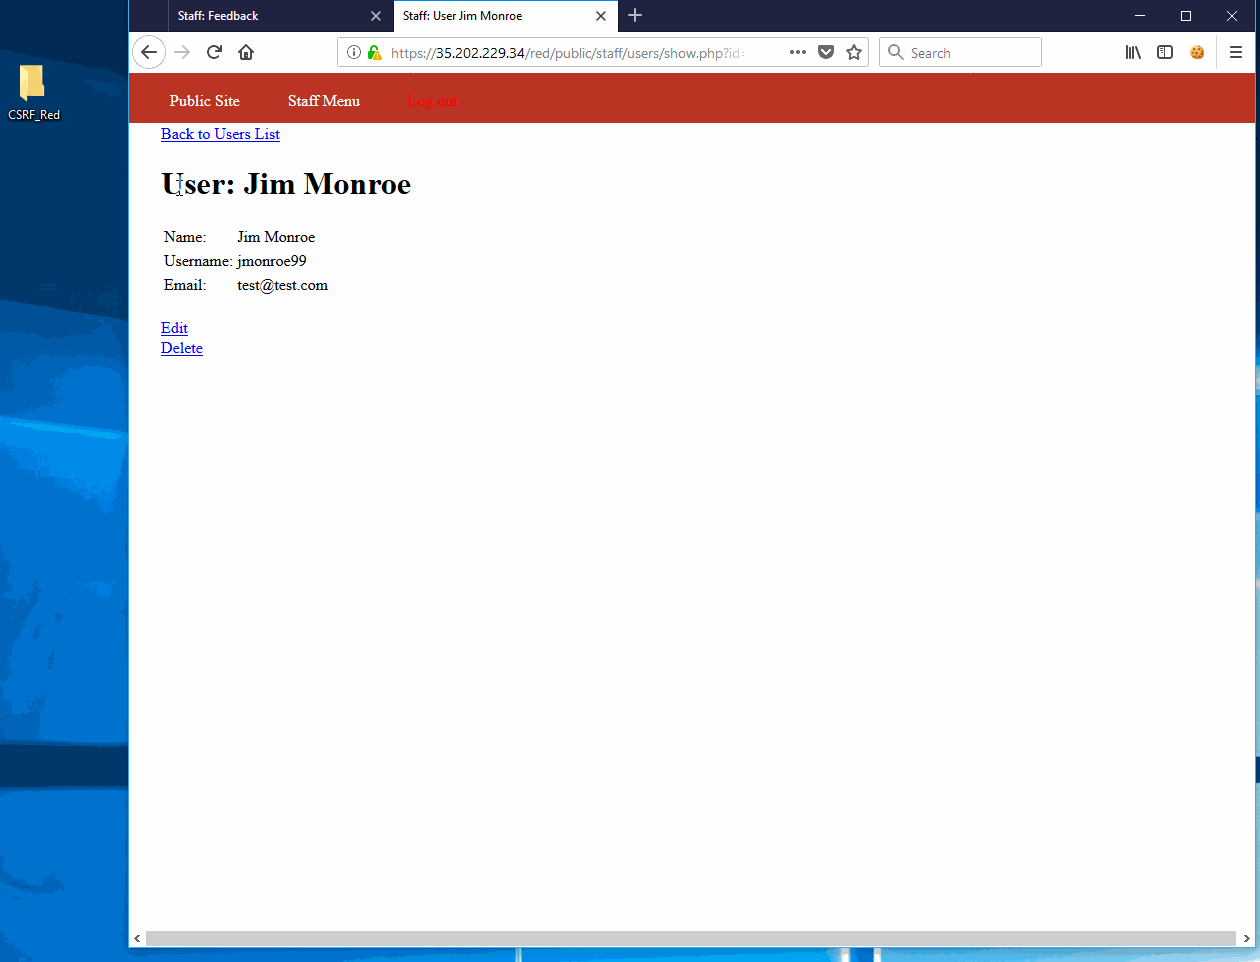 Staff: Feedback
Staff: User Jim Monroe
https://35.202.229.34/red/public/staff/users/show.php?id=
Search
CSRF_Red
Public Site
Staff Menu
Log out
Back to Users List
User: Jim Monroe
Name: Jim Monroe
Username: jmonroe99
Email: test@test.com
Edit
Delete